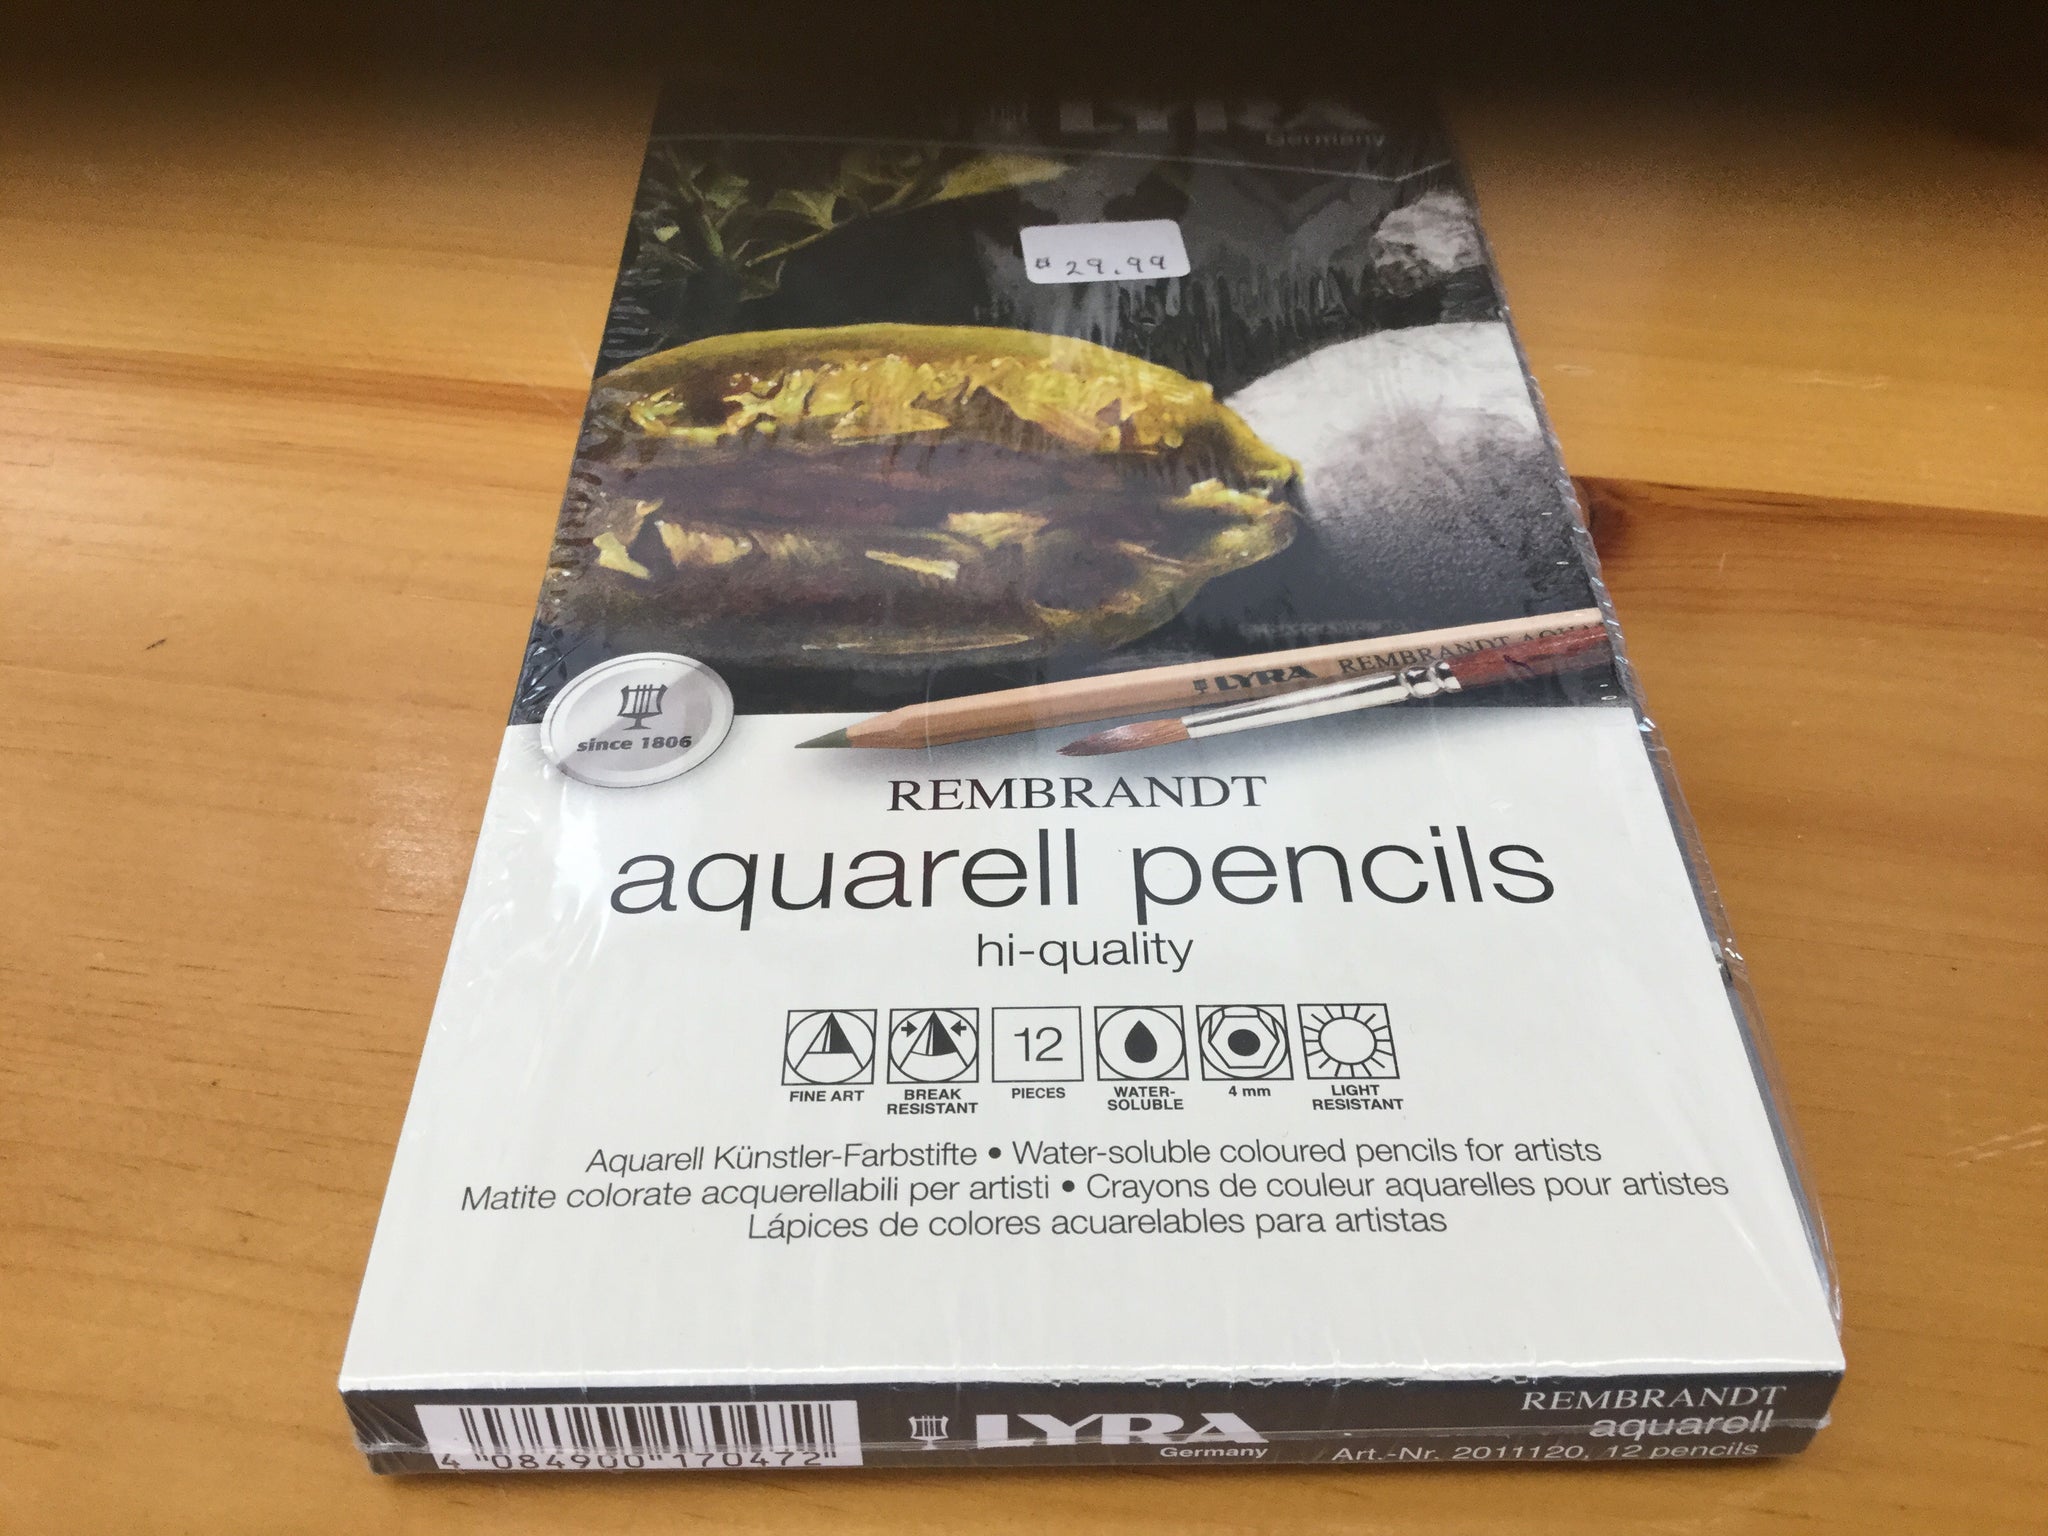 LYRA
Germany
$ 29.99
LYRA REMBRANDT AQUA
since 1806
REMBRANDT
aquarell pencils
hi-quality
12
FINE ART
BREAK RESISTANT
PIECES
WATER-SOLUBLE
4 mm
LIGHT RESISTANT
Aquarell Künstler-Farbstifte • Water-soluble coloured pencils for artists
Matite colorate acquerellabili per artisti • Crayons de couleur aquarelles pour artistes
Lápices de colores acuarelables para artistas
4 084900 170472
LYRA
Germany
REMBRANDT
aquarell
Art.-Nr. 2011120, 12 pencils